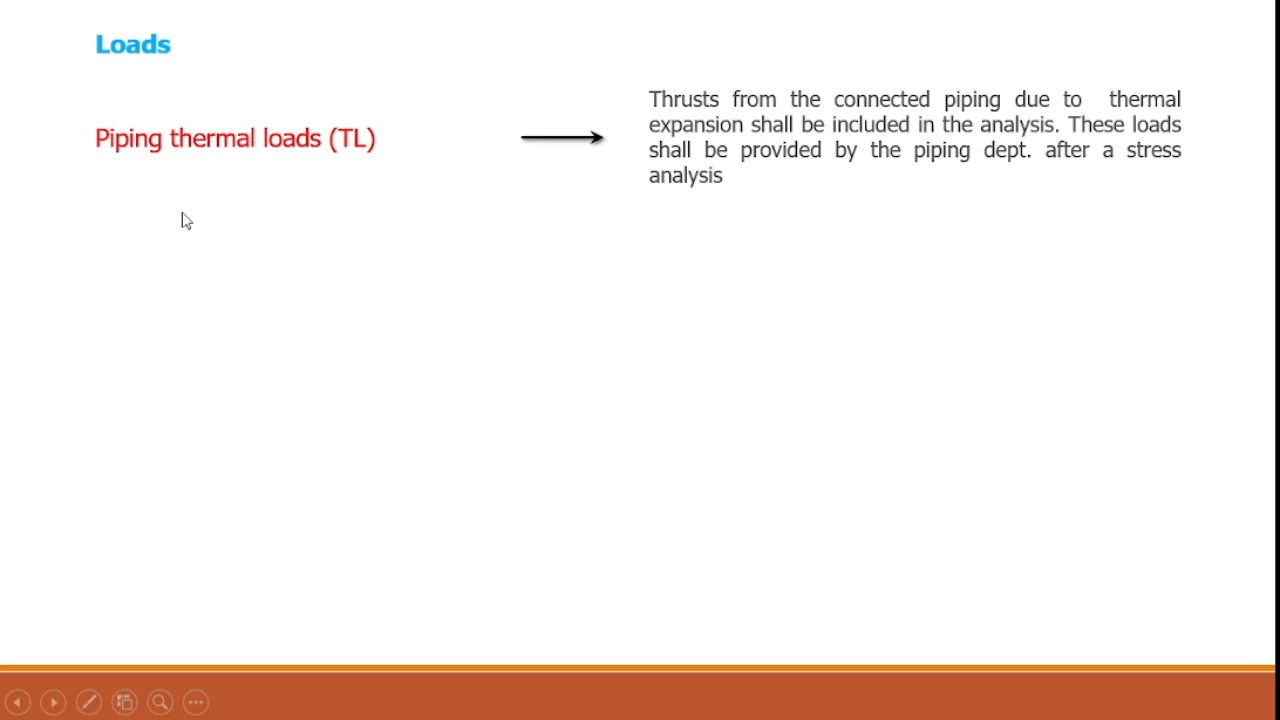 Loads
Piping thermal loads (TL)
Thrusts from the connected piping due to thermal
expansion shall be included in the analysis. These loads
shall be provided by the piping dept. after a stress
analysis